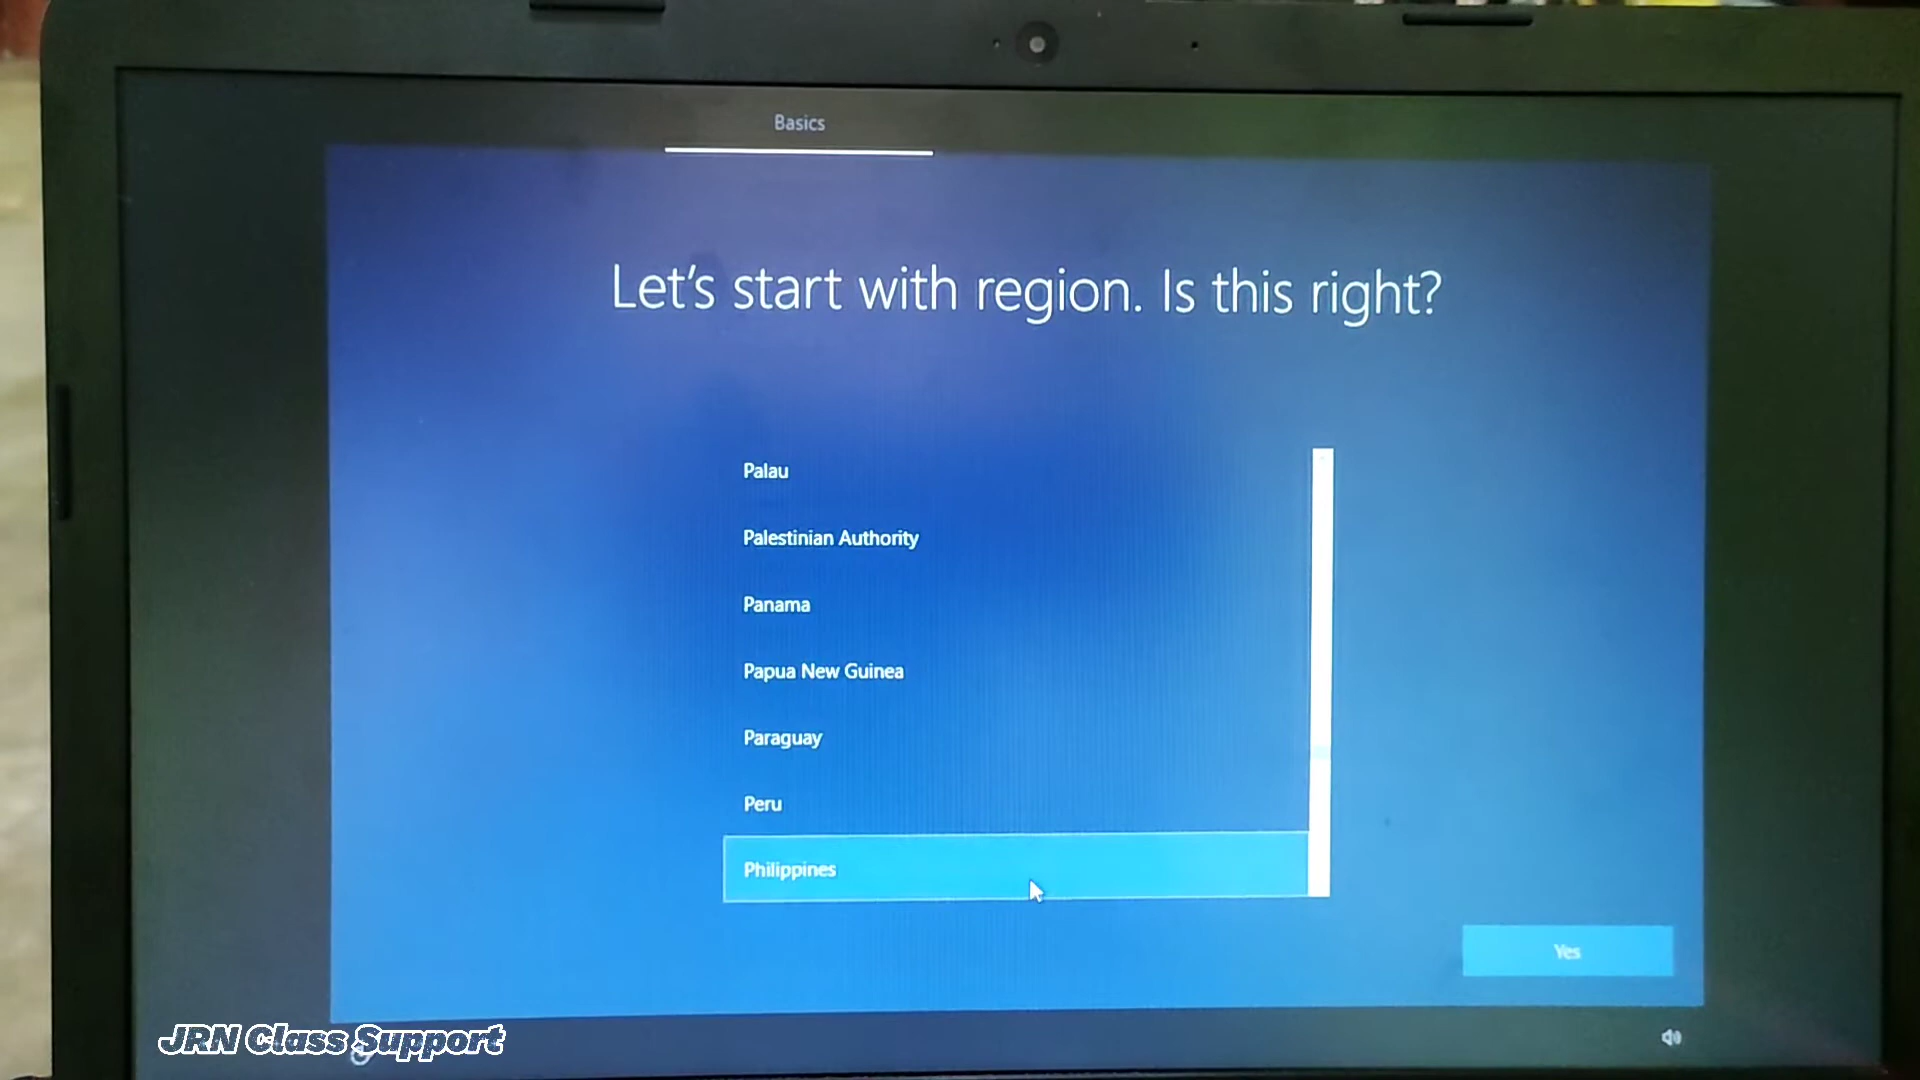 Basics
Let's start with region. Is this right?
Palau
Palestinian Authority
Panama
Papua New Guinea
Paraguay
Peru
Philippines
Yes
JRN Class Support